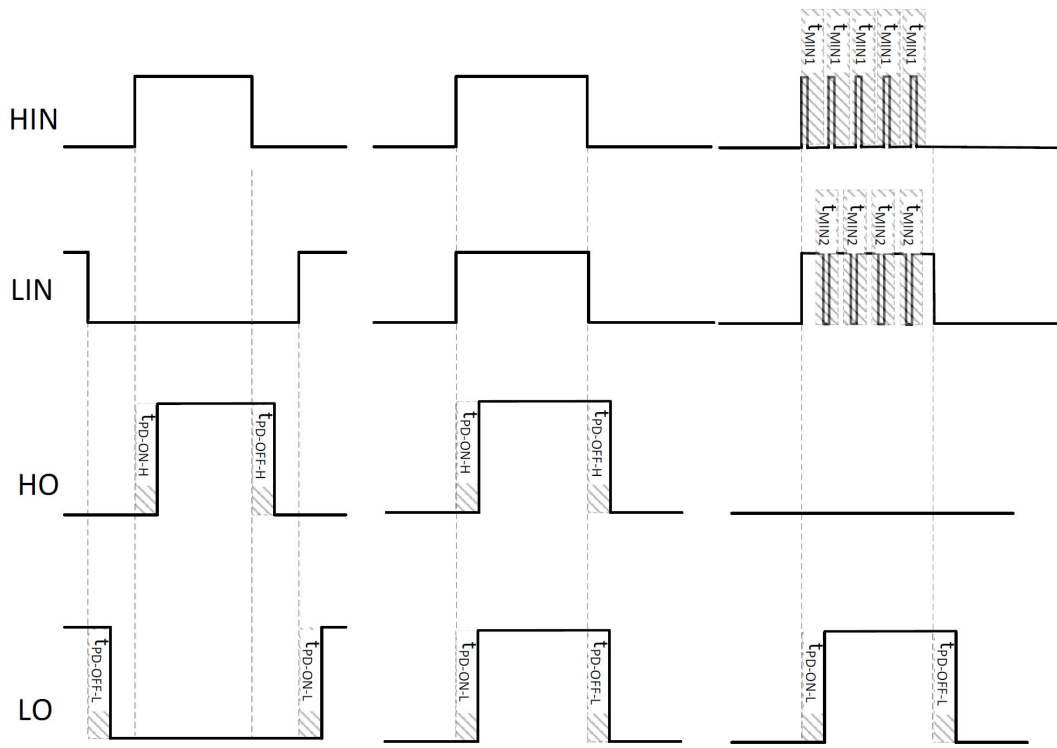 tMIN1 tMIN1 tMIN1 tMIN1 tMIN1
HIN
tMIN2 tMIN2 tMIN2 tMIN2
LIN
tPD-ON-H tPD-OFF-H tPD-ON-H tPD-OFF-H
HO
tPD-OFF-L tPD-ON-L tPD-ON-L tPD-OFF-L tPD-ON-L tPD-OFF-L
LO